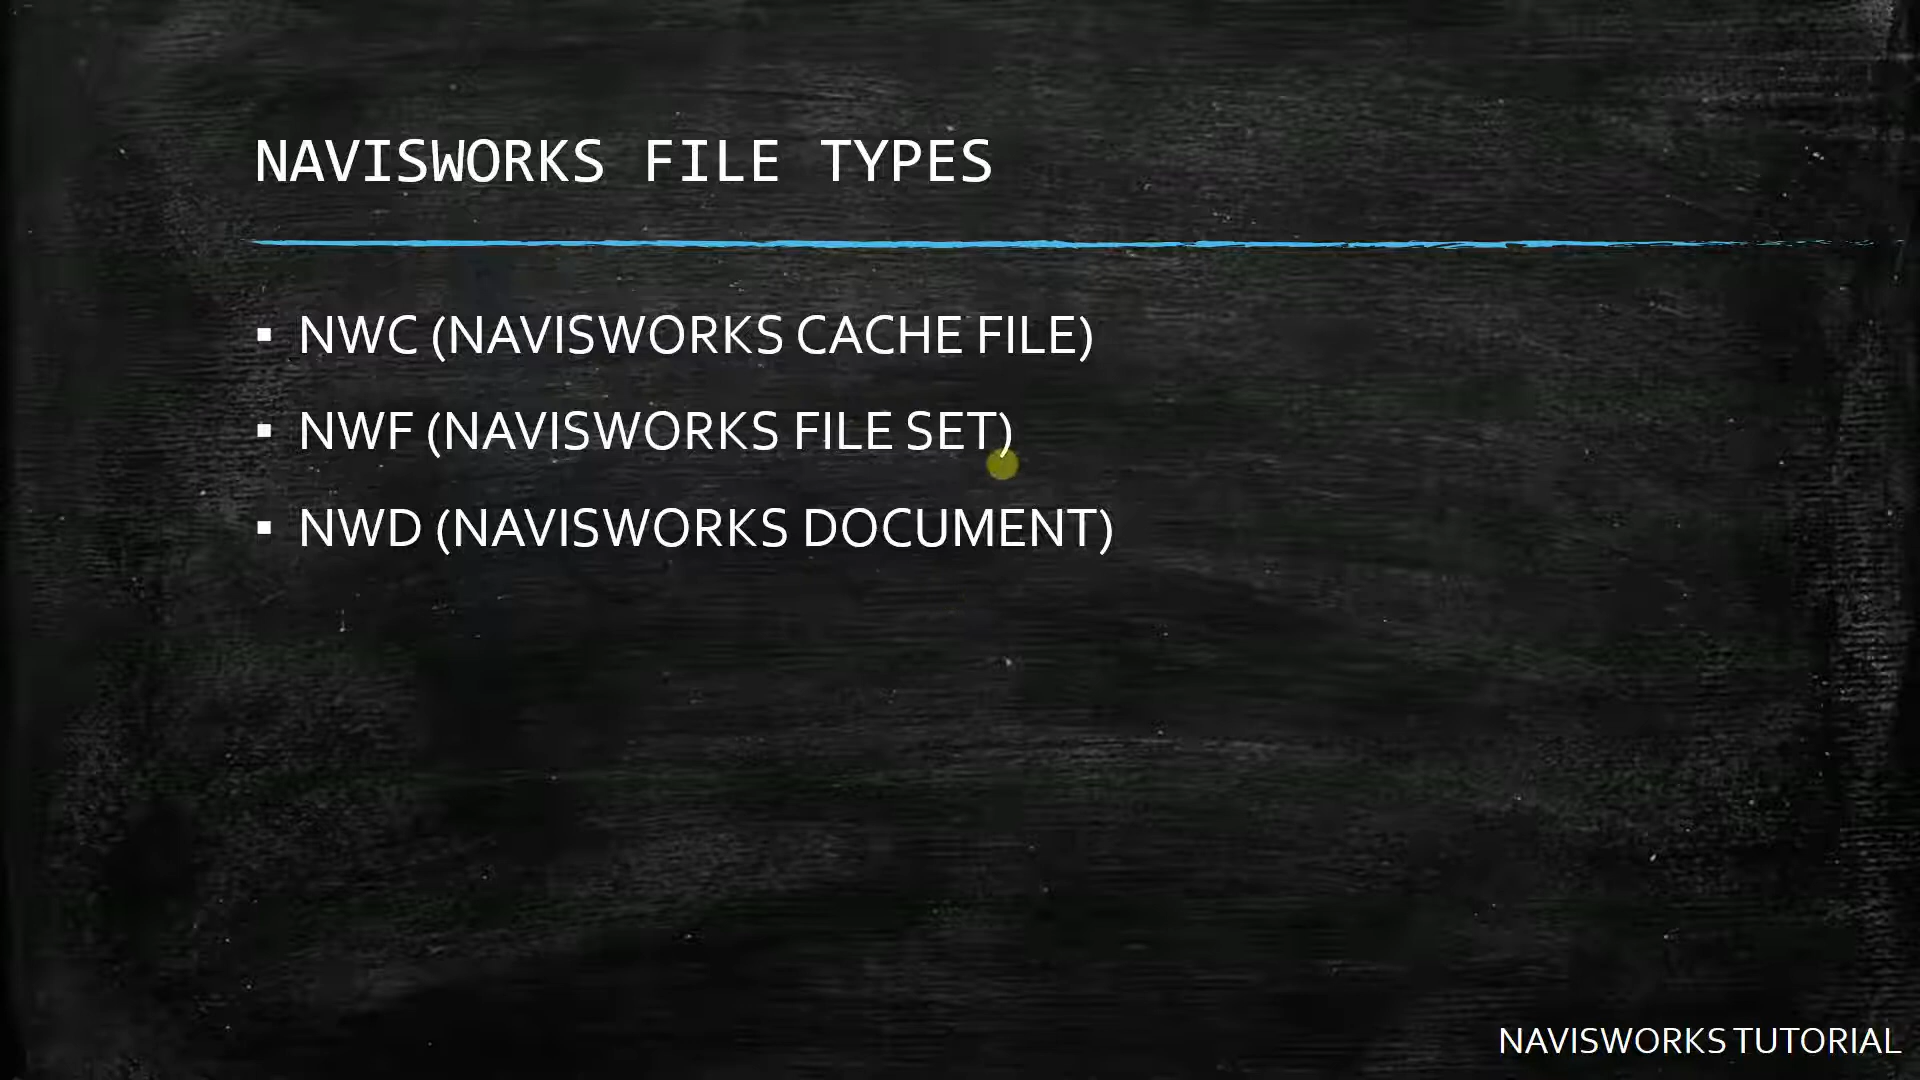 NAVISWORKS FILE TYPES
▪ NWC (NAVISWORKS CACHE FILE)
▪ NWF (NAVISWORKS FILE SET)
▪ NWD (NAVISWORKS DOCUMENT)
NAVISWORKS TUTORIAL